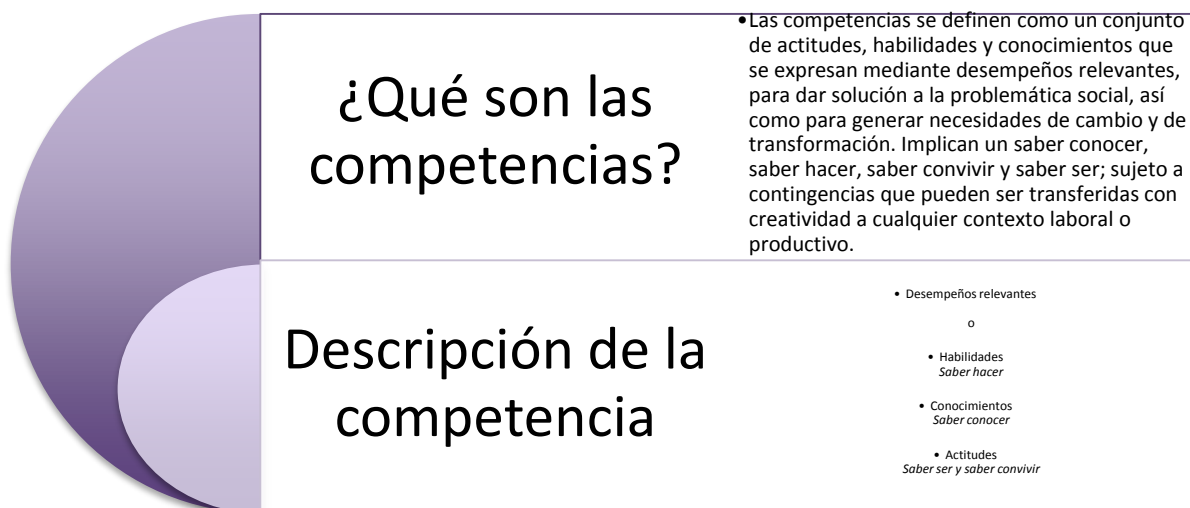 ¿Qué son las
competencias?
•Las competencias se definen como un conjunto
de actitudes, habilidades y conocimientos que
se expresan mediante desempeños relevantes,
para dar solución a la problemática social, así
como para generar necesidades de cambio y de
transformación. Implican un saber conocer,
saber hacer, saber convivir y saber ser; sujeto a
contingencias que pueden ser transferidas con
creatividad a cualquier contexto laboral o
productivo.
Descripción de la
competencia
• Desempeños relevantes
o
• Habilidades
Saber hacer
• Conocimientos
Saber conocer
• Actitudes
Saber ser y saber convivir